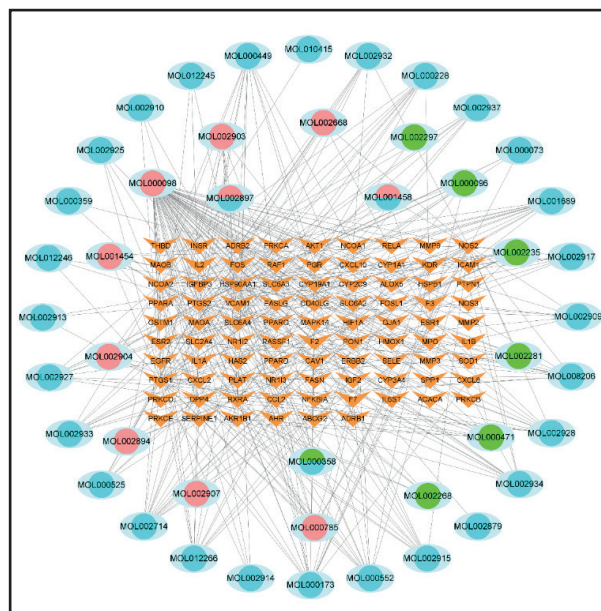 MOL010415
MOL000449 MOL002932
MOL012245 MOL000228
MOL002910 MOL002903 MOL002668 MOL002297 MOL002937
MOL002925 MOL000098 MOL002897 MOL001458 MOL000096 MOL000073
MOL000359 MOL001689
THBD INSR ADRB2 PRKCA AKT1 NCOA1 RELA MMP9 NOS2
MOL012246 MOL001454 MAOB IL2 FOS RAF1 PGR CXCL10 CYP1A1 KDR ICAM1 MOL002235 MOL002917
NCOA2 IGFBP3 HSP90AA1 SLC6A3 CYP19A1 CYP2C9 ALOX5 HSPB1 PTPN1
PPARA PTGS2 VCAM1 FASLG CD40LG SLC6A2 FOSL1 F3 NOS3
MOL002913 GSTM1 MAOA SLC6A4 PPARG MAPK14 HIF1A GJA1 ESR1 MMP2 MOL002909
ESR2 SLC2A4 NR1I2 RASSF1 F2 PON1 HMOX1 MPO IL1B
MOL002904 EGFR IL1A HAS2 PPARD CAV1 ERBB2 SELE MMP3 SOD1 MOL002281
MOL002927 PTGS1 CXCL2 PLAT NR1I3 FASN IGF2 CYP3A4 SPP1 CXCL8 MOL008206
PRKCD DPP4 RXRA CCL2 NFKBIA F7 IL6ST ACACA PRKCB
PRKCE SERPINE1 AKR1B1 AHR ABCG2 ADRB1
MOL002933 MOL002894 MOL000358 MOL000471 MOL002928
MOL000525 MOL002907 MOL002268 MOL002934
MOL002714 MOL000785 MOL002879
MOL012266 MOL002915
MOL002914 MOL000173 MOL000552